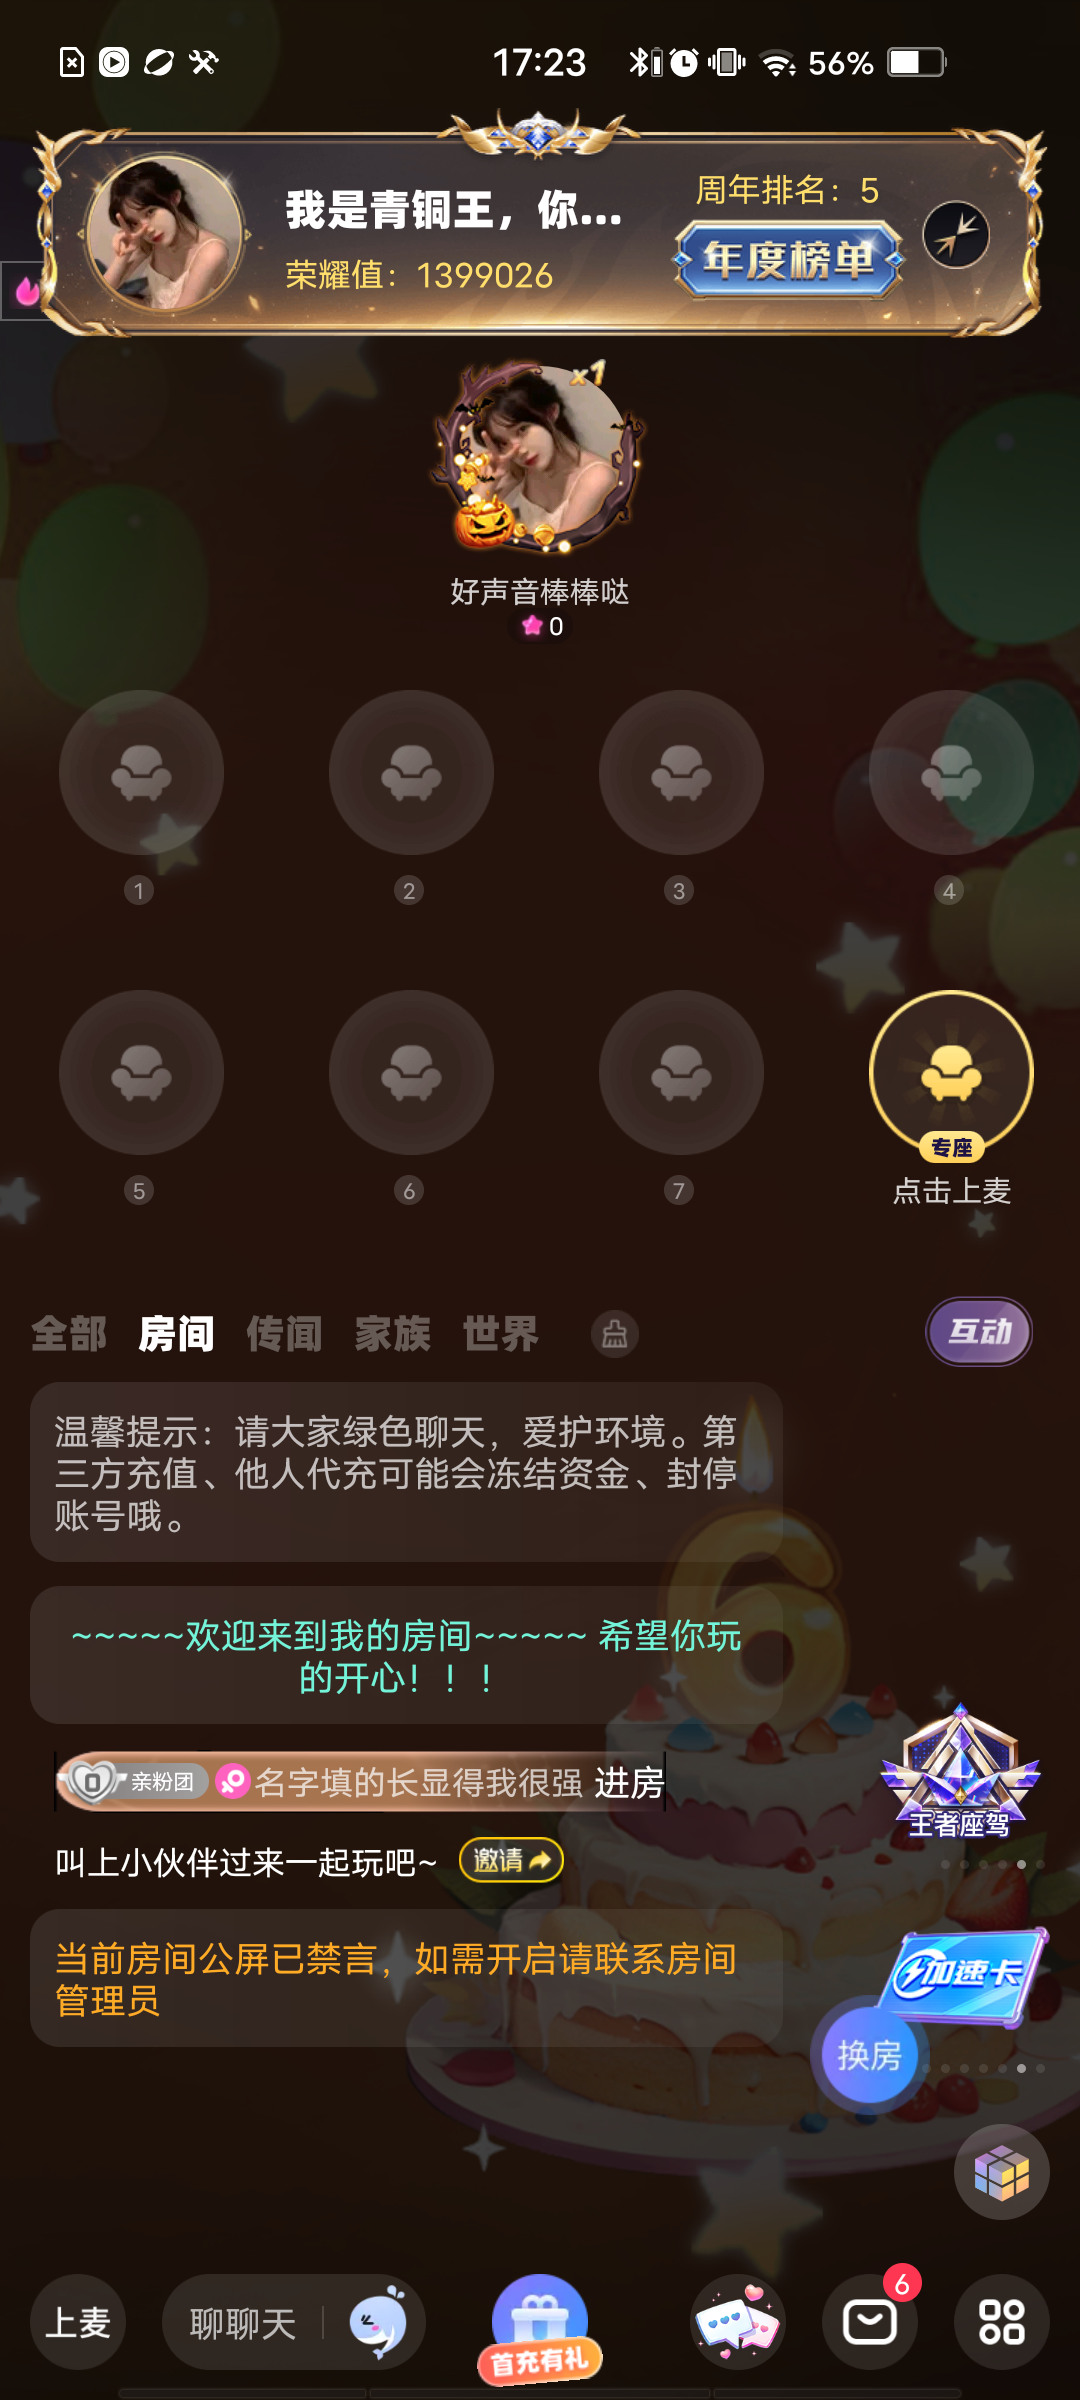 17:23
56%
我是青铜王，你...
荣耀值：1399026
周年排名：5
年度榜单
x1
好声音棒棒哒
0
1
2
3
4
5
6
7
专座
点击上麦
全部 房间 传闻 家族 世界
互动
温馨提示：请大家绿色聊天，爱护环境。第
三方充值、他人代充可能会冻结资金、封停
账号哦。
~~~~~欢迎来到我的房间~~~~~ 希望你玩
的开心！！！
0 亲粉团 名字填的长显得我很强 进房
王者座驾
叫上小伙伴过来一起玩吧~ 邀请
当前房间公屏已禁言，如需开启请联系房间
管理员
加速卡
换房
上麦
聊聊天
首充有礼
6